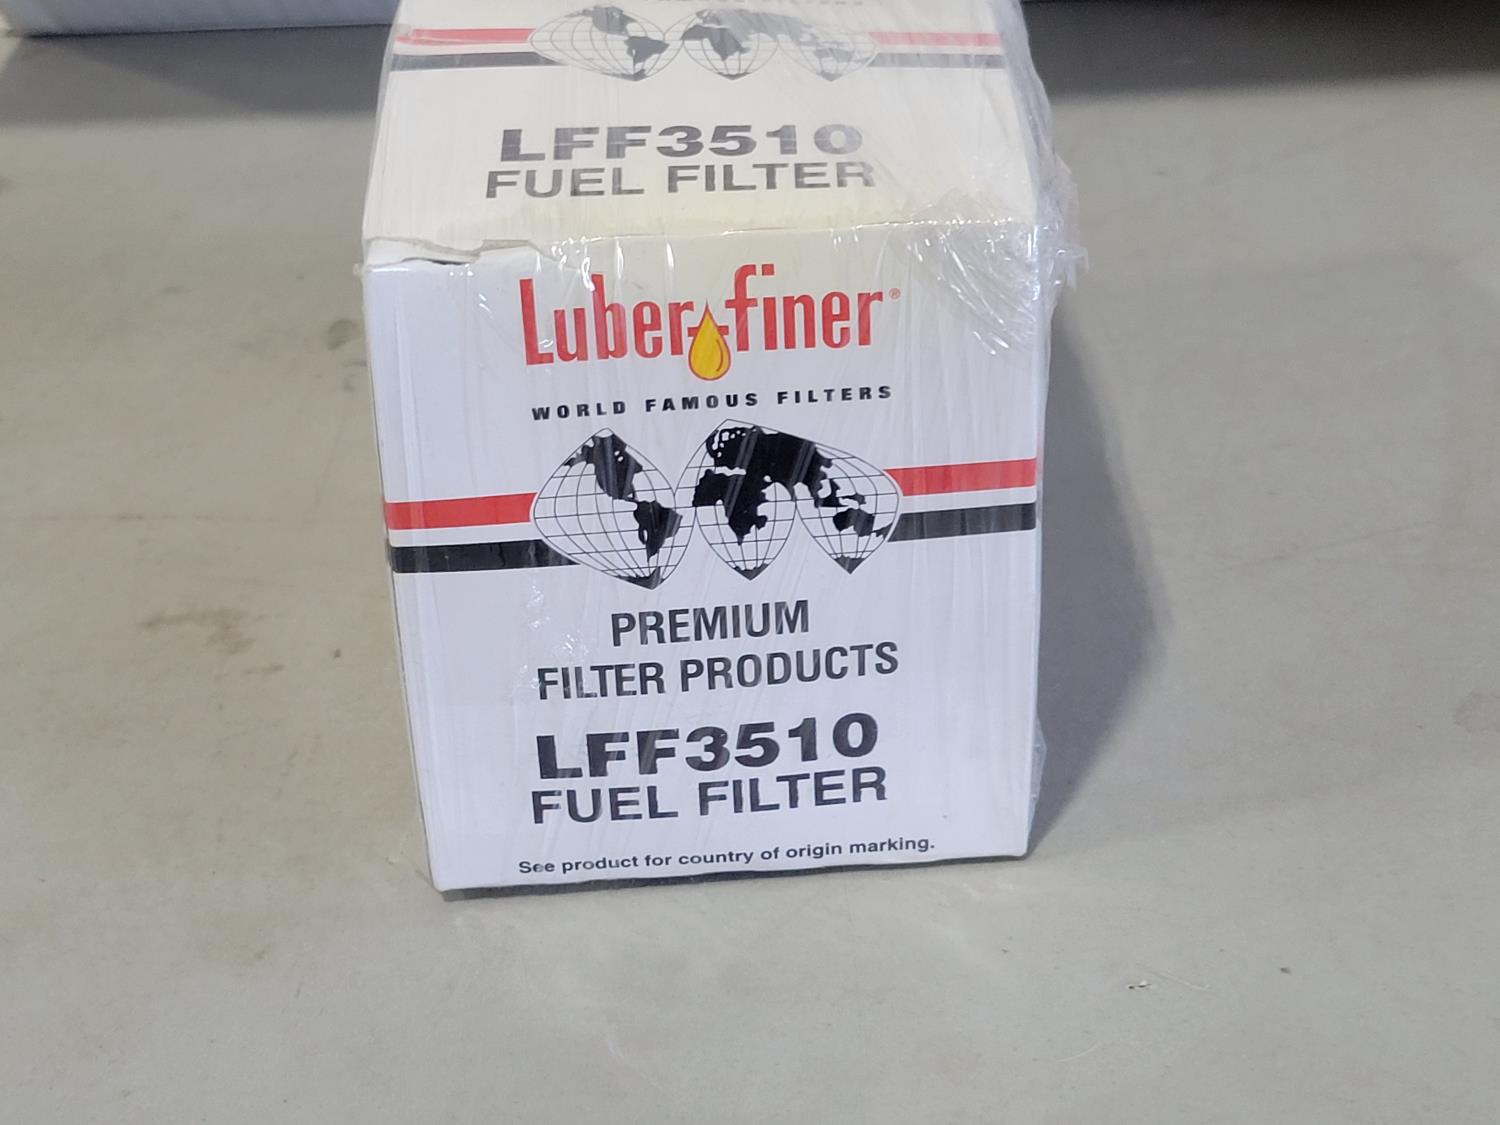 LFF3510
FUEL FILTER
Luber-finer®
WORLD FAMOUS FILTERS
PREMIUM
FILTER PRODUCTS
LFF3510
FUEL FILTER
See product for country of origin marking.